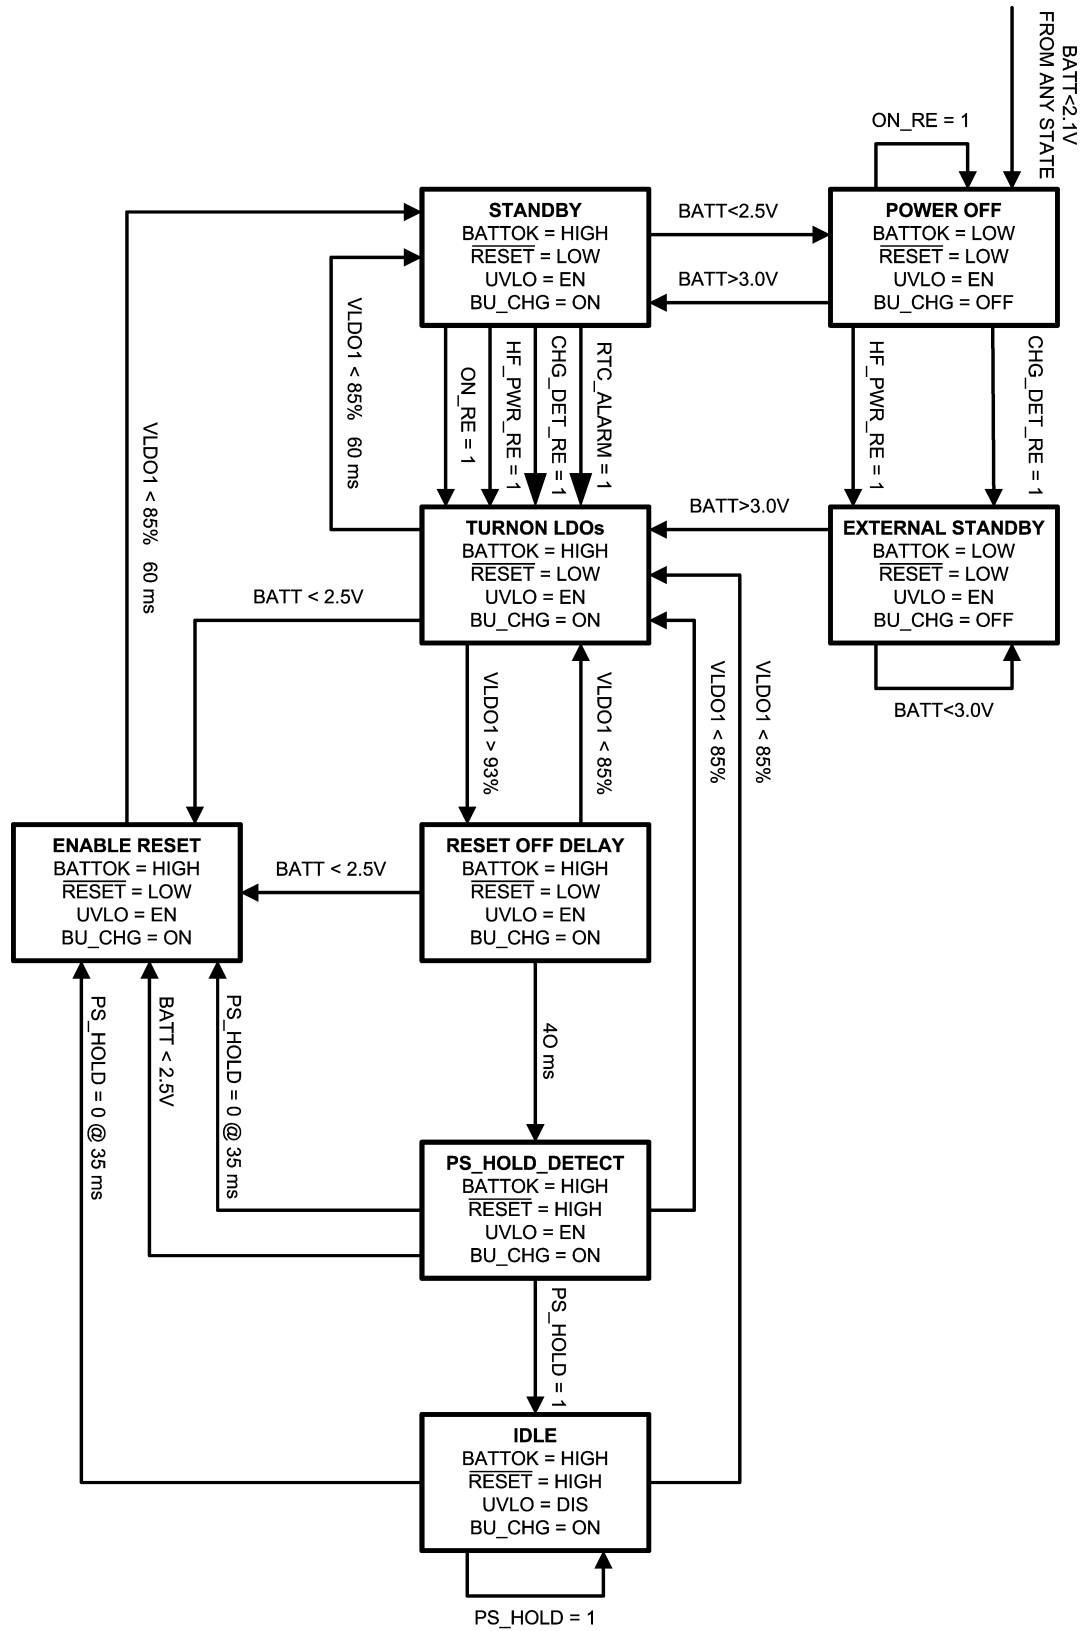 BATT<2.1V
FROM ANY STATE
ON_RE = 1
STANDBY
BATTOK = HIGH
RESET = LOW
UVLO = EN
BU_CHG = ON
BATT<2.5V
BATT>3.0V
POWER OFF
BATTOK = LOW
RESET = LOW
UVLO = EN
BU_CHG = OFF
VLDO1 < 85% 60 ms
VLDO1 < 85% 60 ms
ON_RE = 1
HF_PWR_RE = 1
CHG_DET_RE = 1
RTC_ALARM = 1
HF_PWR_RE = 1
CHG_DET_RE = 1
TURNON LDOs
BATTOK = HIGH
RESET = LOW
UVLO = EN
BU_CHG = ON
BATT>3.0V
EXTERNAL STANDBY
BATTOK = LOW
RESET = LOW
UVLO = EN
BU_CHG = OFF
BATT<3.0V
BATT < 2.5V
VLDO1 > 93%
VLDO1 < 85%
VLDO1 < 85%
VLDO1 < 85%
ENABLE RESET
BATTOK = HIGH
RESET = LOW
UVLO = EN
BU_CHG = ON
BATT < 2.5V
RESET OFF DELAY
BATTOK = HIGH
RESET = LOW
UVLO = EN
BU_CHG = ON
PS_HOLD = 0 @ 35 ms
BATT < 2.5V
PS_HOLD = 0 @ 35 ms
4O ms
PS_HOLD_DETECT
BATTOK = HIGH
RESET = HIGH
UVLO = EN
BU_CHG = ON
PS_HOLD = 1
IDLE
BATTOK = HIGH
RESET = HIGH
UVLO = DIS
BU_CHG = ON
PS_HOLD = 1